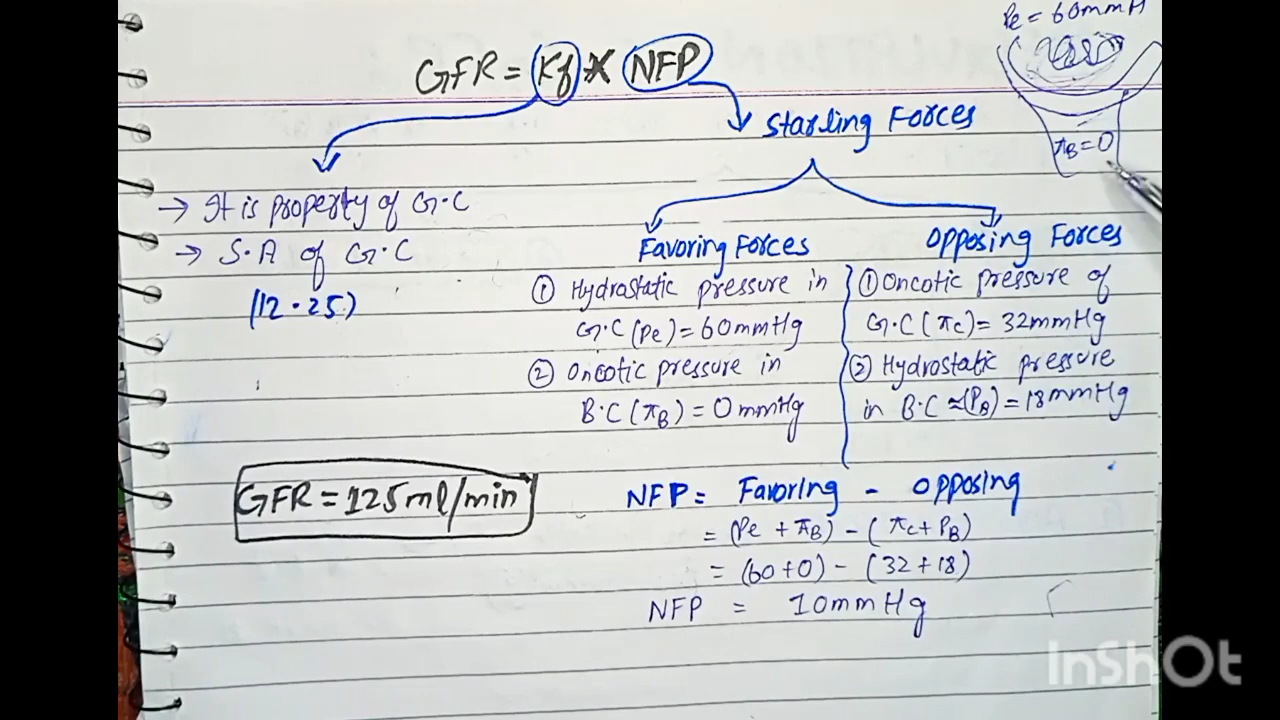 Pe = 60mmH
GFR = Kf * NFP
Starling Forces
πB = 0
→ It is property of G.C
→ S.A of G.C
(12.25)
Favoring Forces
① Hydrostatic pressure in
G.C (Pe) = 60mmHg
② Oncotic pressure in
B.C (πB) = 0mmHg
Opposing Forces
① Oncotic pressure of
G.C (πc) = 32mmHg
② Hydrostatic pressure
in B.C (PB) = 18mmHg
GFR = 125ml/min
NFP = Favoring - opposing
= (Pe + πB) - (πc + PB)
= (60+0) - (32+18)
NFP = 10mmHg
InShOt